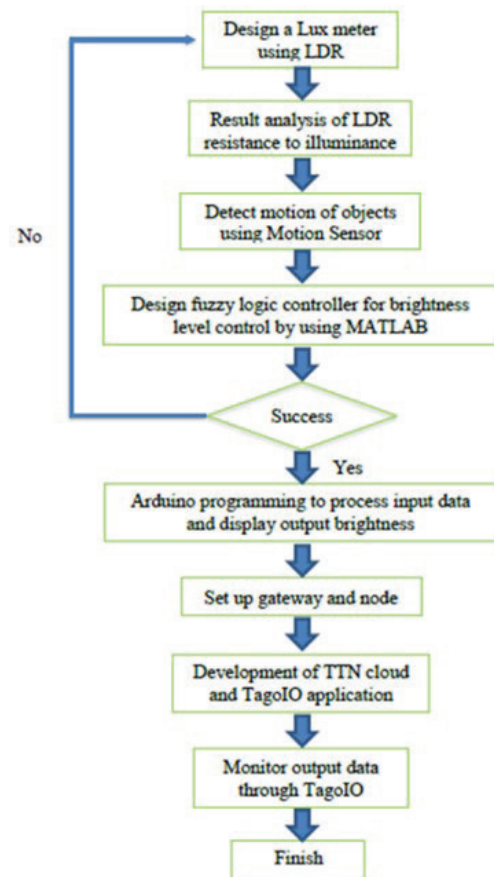 Design a Lux meter
using LDR
Result analysis of LDR
resistance to illuminance
Detect motion of objects
using Motion Sensor
No
Design fuzzy logic controller for brightness
level control by using MATLAB
Success
Yes
Arduino programming to process input data
and display output brightness
Set up gateway and node
Development of TTN cloud
and TagoIO application
Monitor output data
through TagoIO
Finish